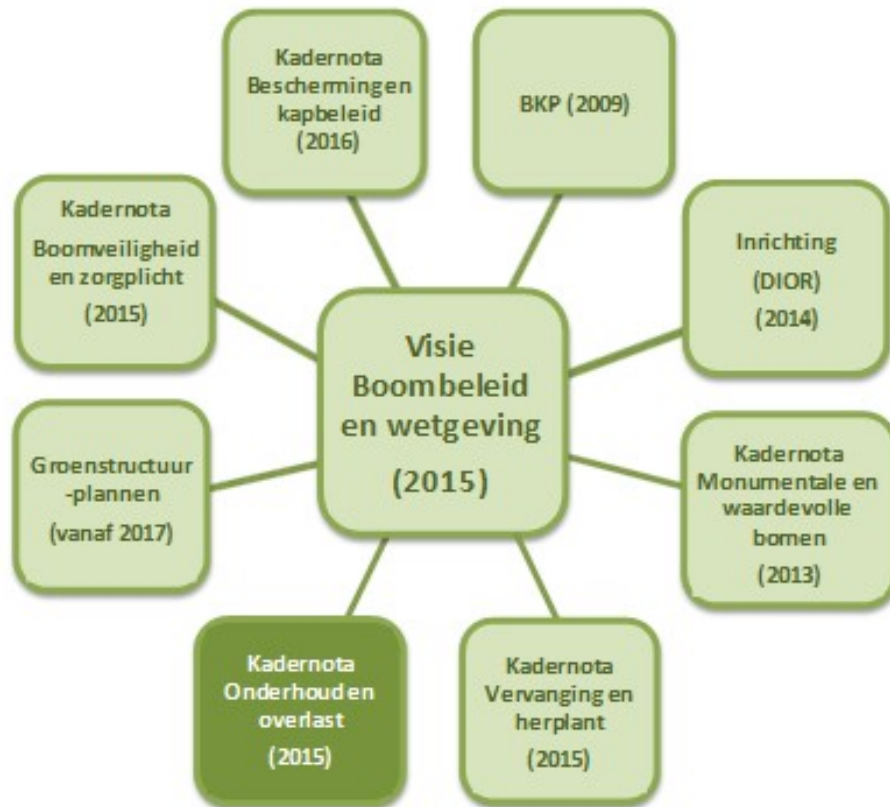 Kadernota
Bescherming en
kapbeleid
(2016)
BKP (2009)
Kadernota
Boomveiligheid
en zorgplicht
(2015)
Inrichting
(DIOR)
(2014)
Visie
Boombeleid
en wetgeving
(2015)
Groenstructuur
-plannen
(vanaf 2017)
Kadernota
Monumentale en
waardevolle
bomen
(2013)
Kadernota
Onderhoud en
overlast
(2015)
Kadernota
Vervanging en
herplant
(2015)